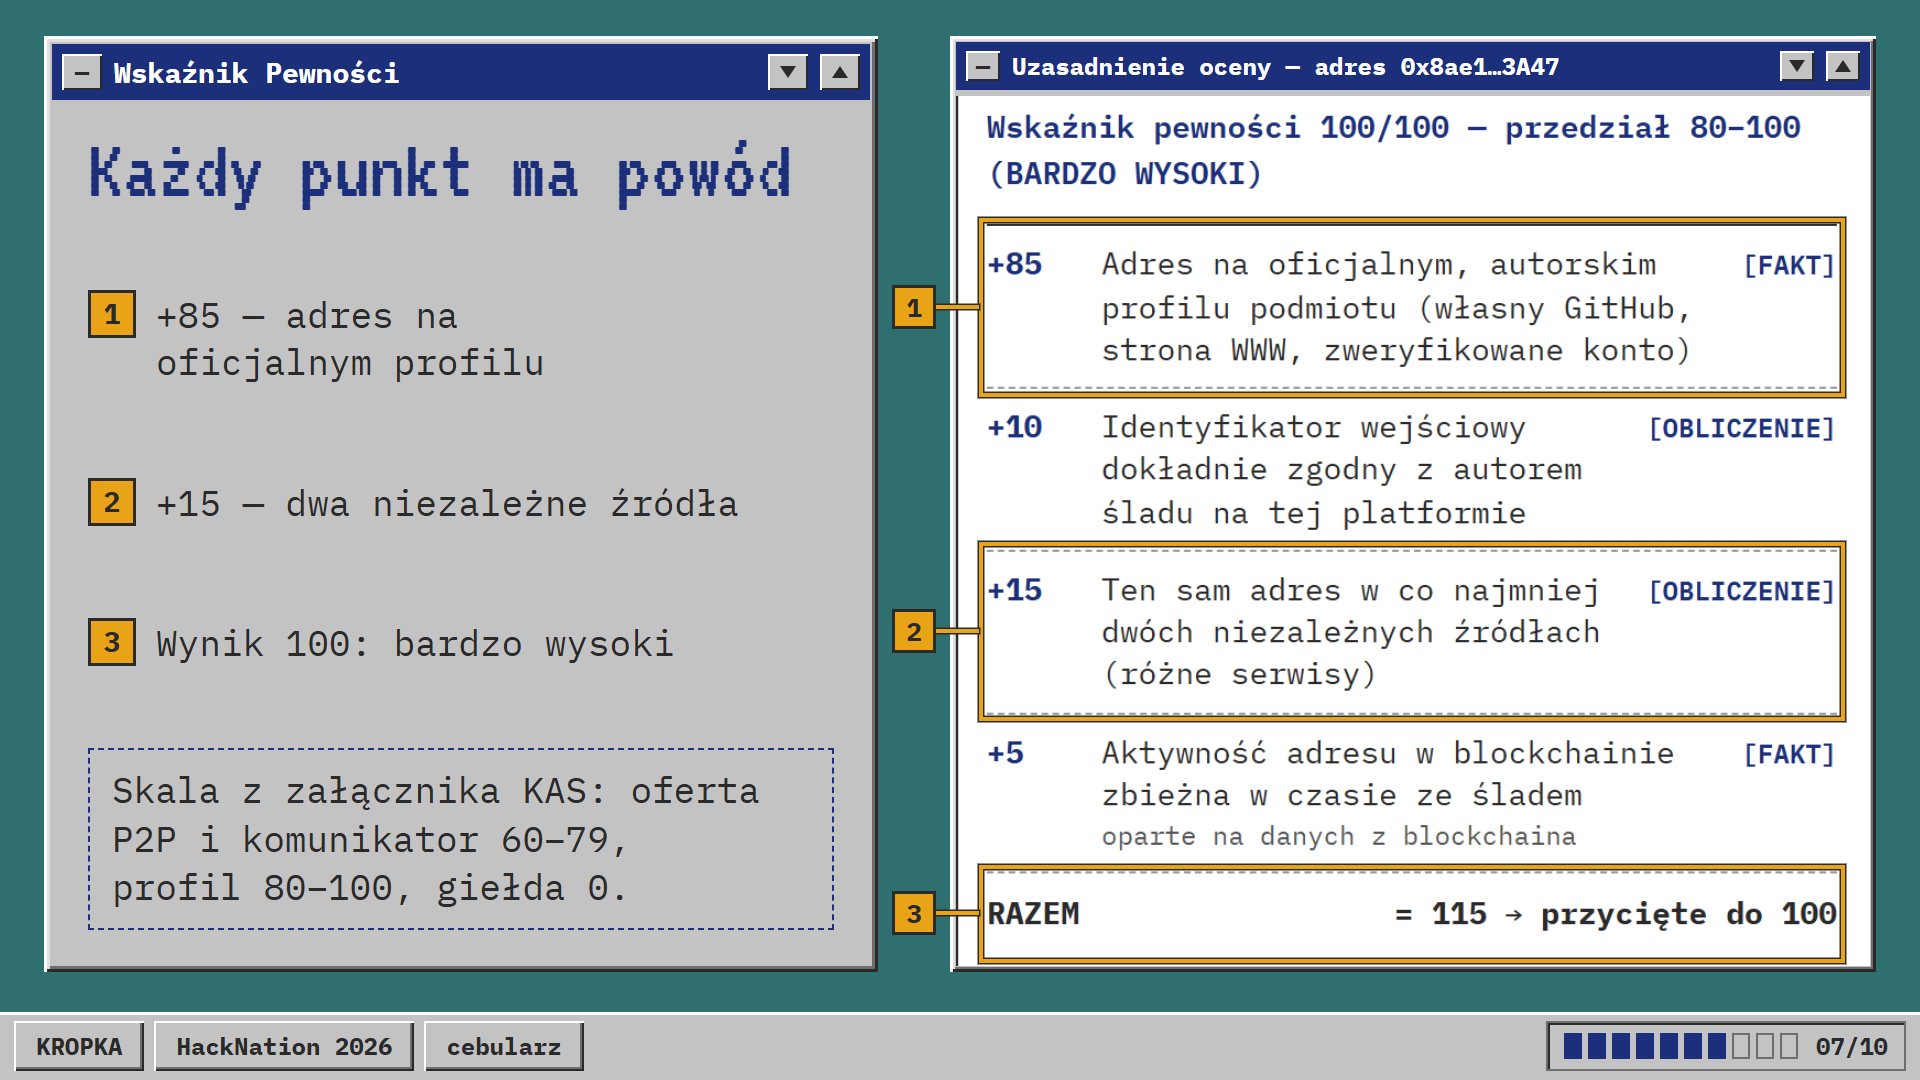 Wskaźnik Pewności
Każdy punkt ma powód
1 +85 — adres na
oficjalnym profilu
2 +15 — dwa niezależne źródła
3 Wynik 100: bardzo wysoki
Skala z załącznika KAS: oferta
P2P i komunikator 60–79,
profil 80–100, giełda 0.
Uzasadnienie oceny — adres 0x8ae1…3A47
Wskaźnik pewności 100/100 — przedział 80–100
(BARDZO WYSOKI)
1
+85 Adres na oficjalnym, autorskim [FAKT]
profilu podmiotu (własny GitHub,
strona WWW, zweryfikowane konto)
+10 Identyfikator wejściowy [OBLICZENIE]
dokładnie zgodny z autorem
śladu na tej platformie
2
+15 Ten sam adres w co najmniej [OBLICZENIE]
dwóch niezależnych źródłach
(różne serwisy)
+5 Aktywność adresu w blockchainie [FAKT]
zbieżna w czasie ze śladem
oparte na danych z blockchaina
3
RAZEM = 115 → przycięte do 100
KROPKA HackNation 2026 cebularz 07/10